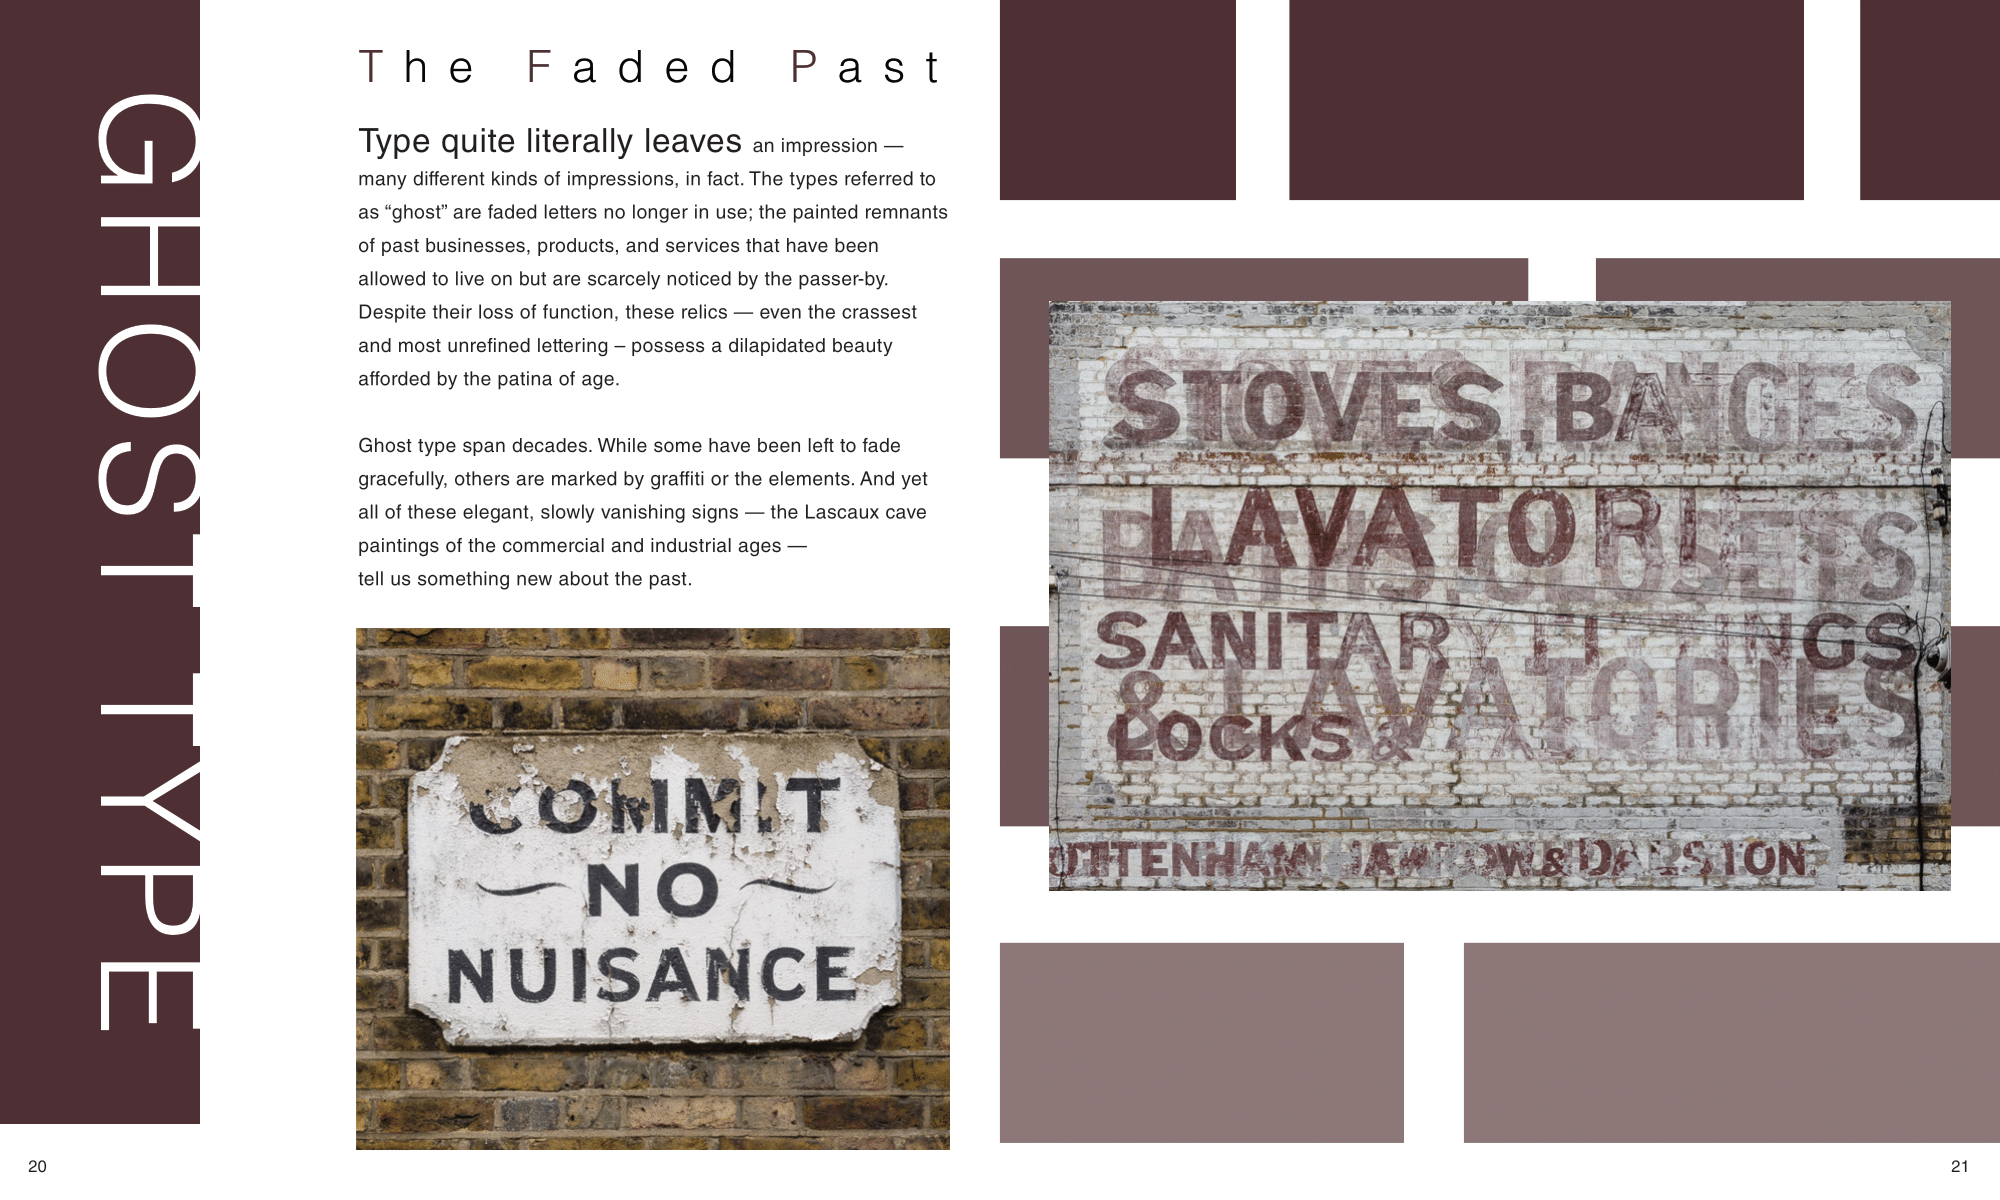 GHOST TYPE
The Faded Past
Type quite literally leaves an impression —
many different kinds of impressions, in fact. The types referred to
as “ghost” are faded letters no longer in use; the painted remnants
of past businesses, products, and services that have been
allowed to live on but are scarcely noticed by the passer-by.
Despite their loss of function, these relics — even the crassest
and most unrefined lettering – possess a dilapidated beauty
afforded by the patina of age.
Ghost type span decades. While some have been left to fade
gracefully, others are marked by graffiti or the elements. And yet
all of these elegant, slowly vanishing signs — the Lascaux cave
paintings of the commercial and industrial ages —
tell us something new about the past.
COMMIT
NO
NUISANCE
STOVES, RANGES
LAVATORI
BATHS, CLOSETS
SANITARY
& LAVATORIES
LOCKS &
20
21